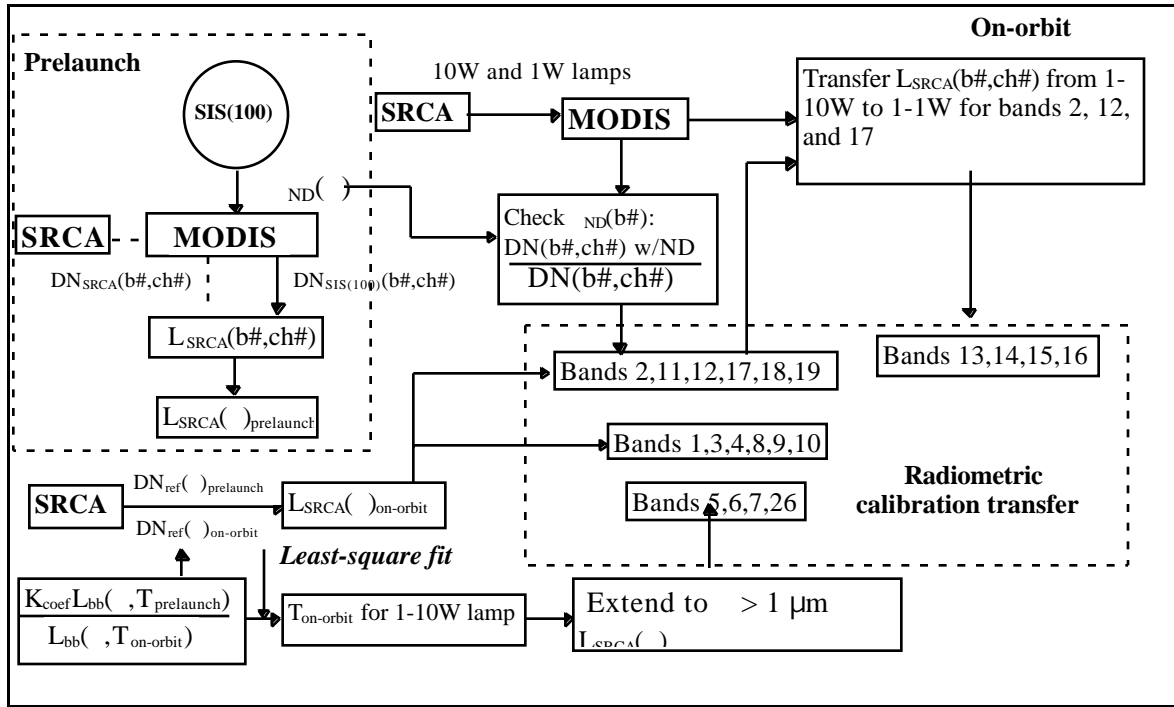 On-orbit
Prelaunch
10W and 1W lamps
SIS(100)
SRCA
MODIS
Transfer LSRCA(b#,ch#) from 1-
10W to 1-1W for bands 2, 12,
and 17
ND( )
SRCA
MODIS
Check ND(b#):
DN(b#,ch#) w/ND
DN(b#,ch#)
DNSRCA(b#,ch#)
DNSIS(100)(b#,ch#)
LSRCA(b#,ch#)
Bands 2,11,12,17,18,19
Bands 13,14,15,16
LSRCA( )prelaunch
Bands 1,3,4,8,9,10
Radiometric
calibration transfer
SRCA
DNref( )prelaunch
DNref( )on-orbit
LSRCA( )on-orbit
Bands 5,6,7,26
Least-square fit
KcoefLbb( ,Tprelaunch)
Lbb( ,Ton-orbit)
Ton-orbit for 1-10W lamp
Extend to > 1 µm
LSRCA( )